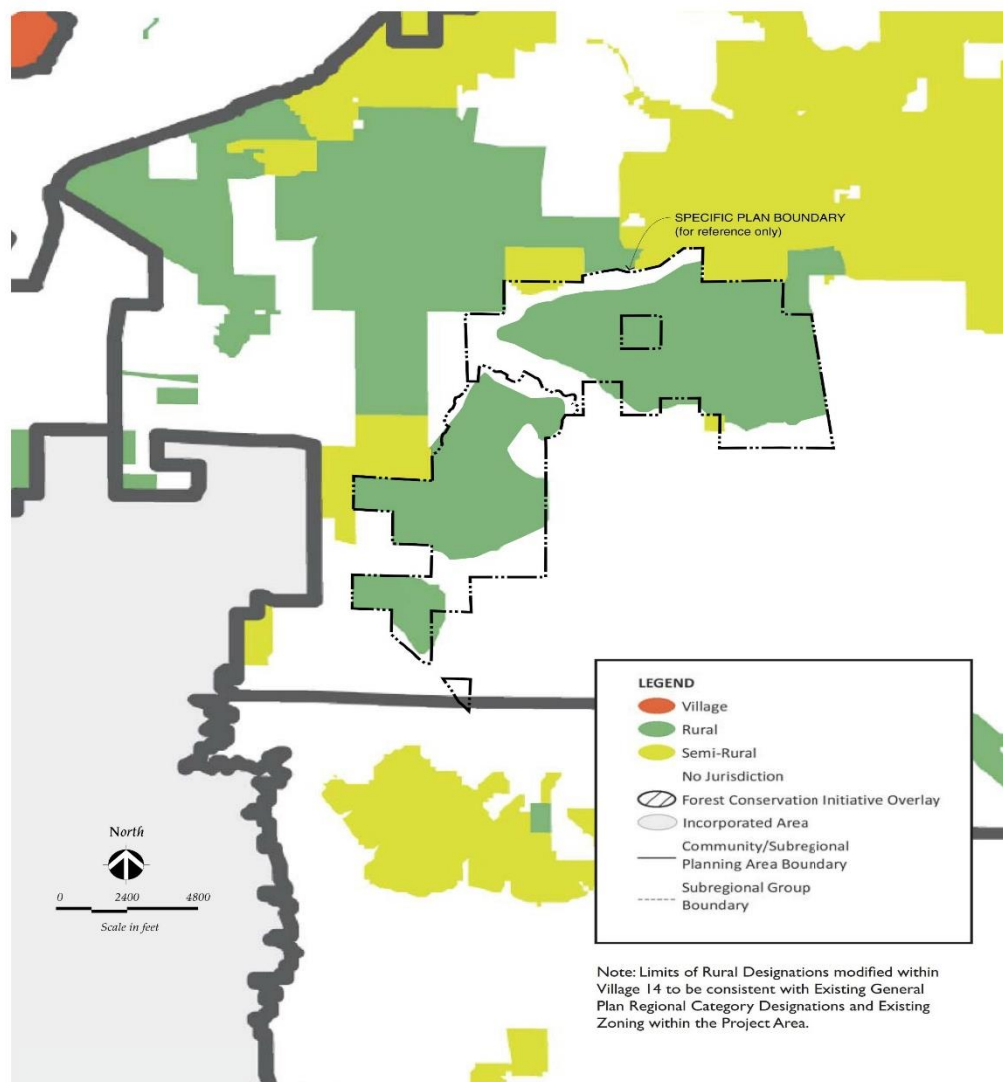 SPECIFIC PLAN BOUNDARY
(for reference only)
LEGEND
Village
Rural
Semi-Rural
No Jurisdiction
Forest Conservation Initiative Overlay
Incorporated Area
Community/Subregional
Planning Area Boundary
Subregional Group
Boundary
North
0 2400 4800
Scale in feet
Note: Limits of Rural Designations modified within
Village 14 to be consistent with Existing General
Plan Regional Category Designations and Existing
Zoning within the Project Area.